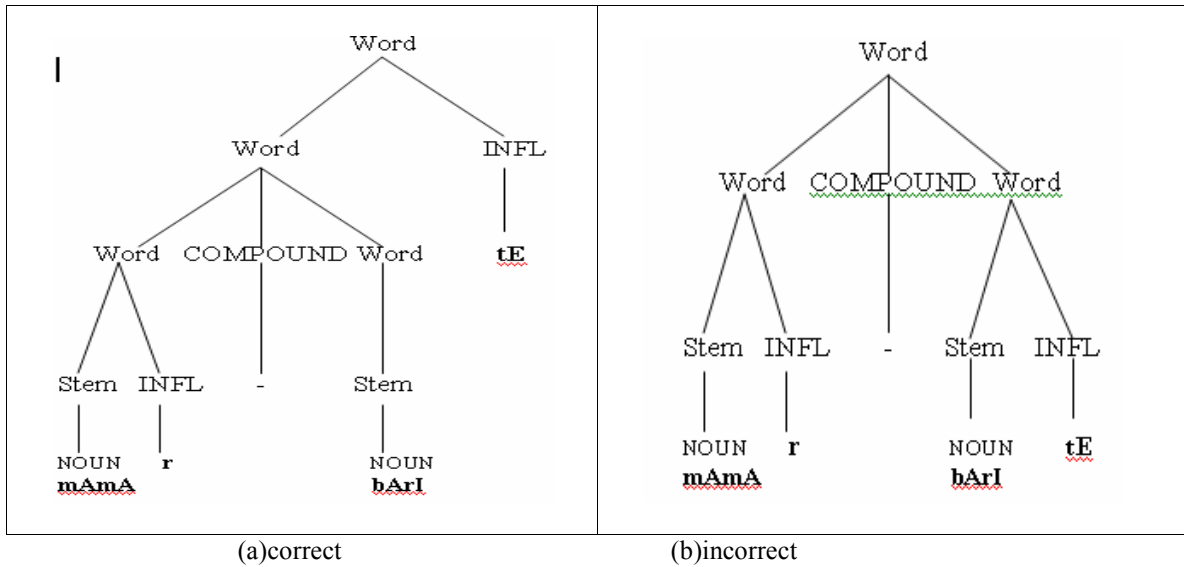 Word
Word INFL
Word COMPOUND Word tE
Stem INFL - Stem
NOUN r NOUN
mAmA bArI
Word
Word COMPOUND Word
Stem INFL - Stem INFL
NOUN r NOUN tE
mAmA bArI
(a)correct (b)incorrect